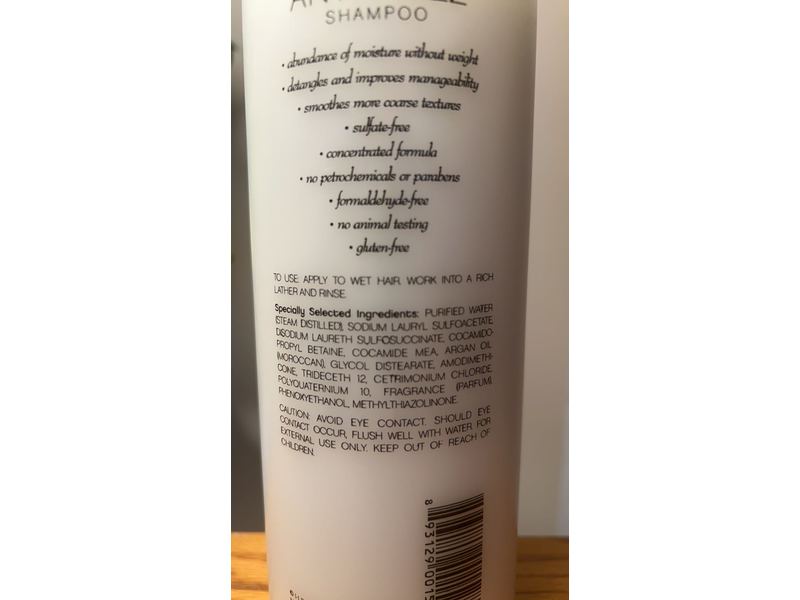 SHAMPOO
• abundance of moisture without weight
• detangles and improves manageability
• smoothes more coarse textures
• sulfate-free
• concentrated formula
• no petrochemicals or parabens
• formaldehyde-free
• no animal testing
• gluten-free
TO USE: APPLY TO WET HAIR. WORK INTO A RICH
LATHER AND RINSE.
Specially Selected Ingredients: PURIFIED WATER
(STEAM DISTILLED), SODIUM LAURYL SULFOACETATE
DISODIUM LAURETH SULFOSUCCINATE, COCAMIDO-
PROPYL BETAINE, COCAMIDE MEA, ARGAN OIL
(MOROCCAN), GLYCOL DISTEARATE, AMODIMETHI-
CONE, TRIDECETH 12, CETRIMONIUM CHLORIDE
POLYQUATERNIUM 10, FRAGRANCE (PARFUM)
PHENOXYETHANOL, METHYLTHIAZOLINONE.
CAUTION: AVOID EYE CONTACT. SHOULD EYE
CONTACT OCCUR, FLUSH WELL WITH WATER FOR
EXTERNAL USE ONLY. KEEP OUT OF REACH OF
CHILDREN.
8 93129 0015